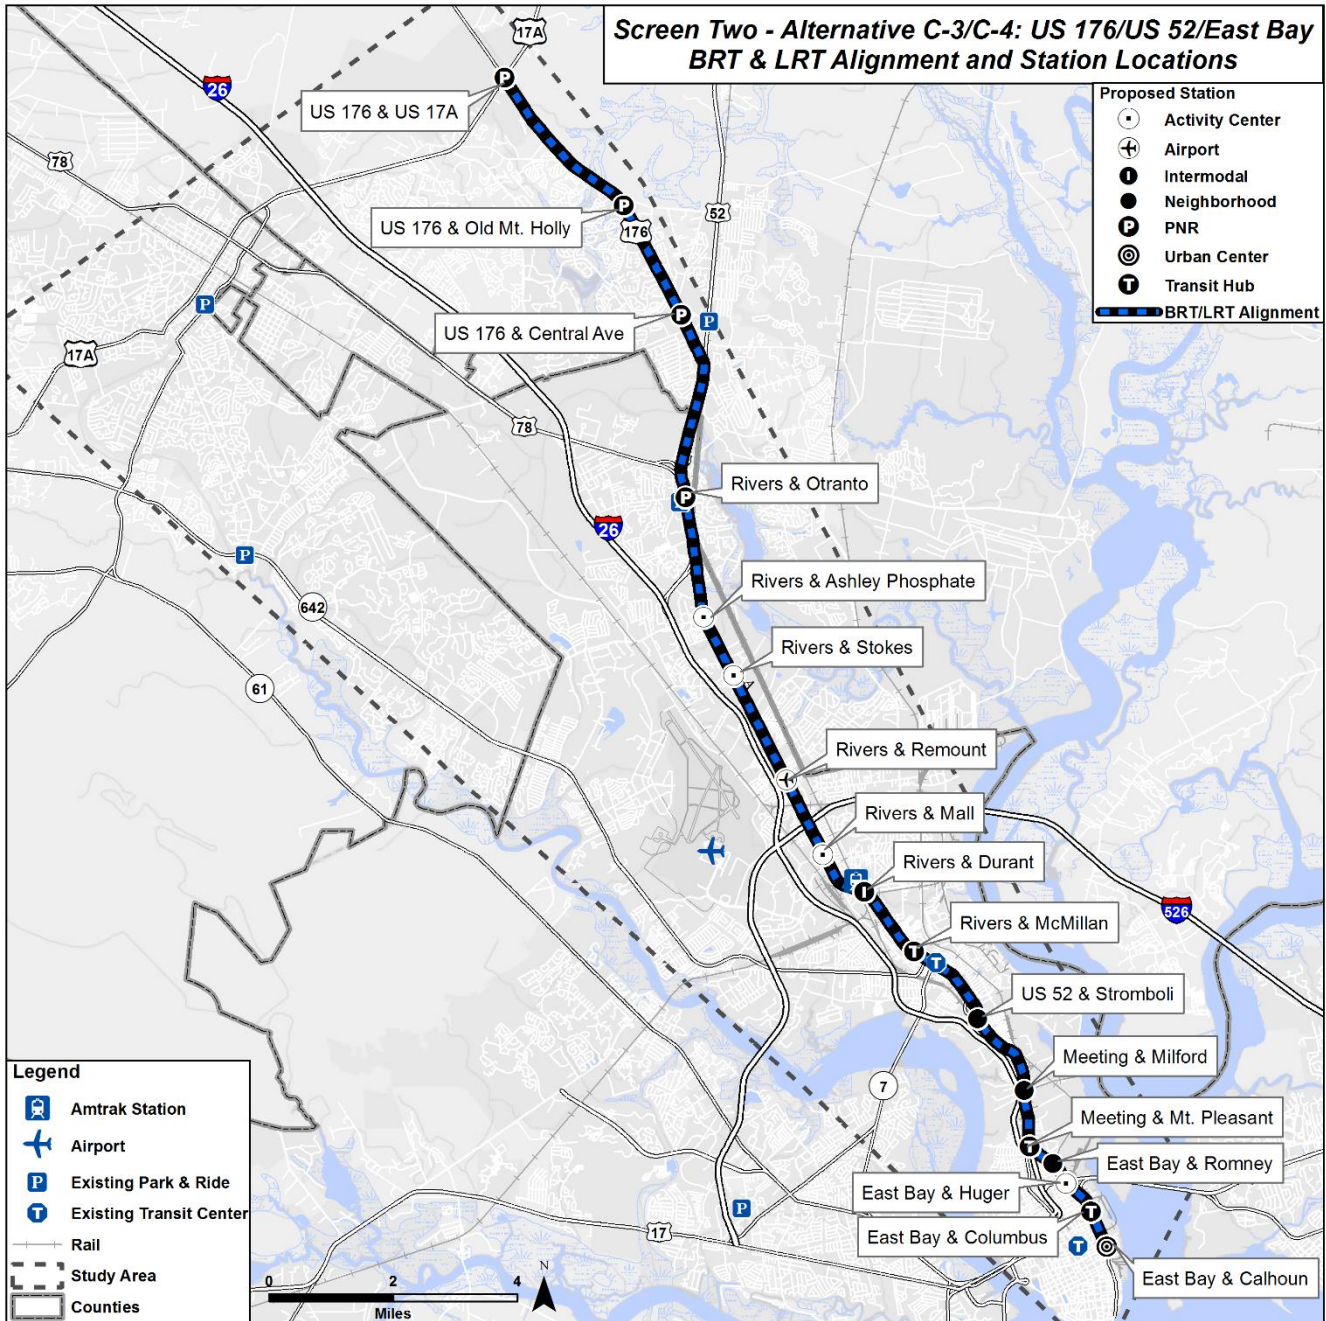 Screen Two - Alternative C-3/C-4: US 176/US 52/East Bay
BRT & LRT Alignment and Station Locations
Proposed Station
Activity Center
Airport
I Intermodal
Neighborhood
P PNR
Urban Center
T Transit Hub
BRT/LRT Alignment
17A
26
P
US 176 & US 17A
78
P
US 176 & Old Mt. Holly
52
176
P
P
US 176 & Central Ave
P
17A
78
P
P
Rivers & Otranto
26
P
Rivers & Ashley Phosphate
642
Rivers & Stokes
61
Rivers & Remount
Rivers & Mall
I
Rivers & Durant
526
T
T
Rivers & McMillan
US 52 & Stromboli
Meeting & Milford
7
Meeting & Mt. Pleasant
T
East Bay & Romney
East Bay & Huger
T
East Bay & Columbus
P
17
T
East Bay & Calhoun
Legend
Amtrak Station
Airport
P Existing Park & Ride
T Existing Transit Center
Rail
Study Area
Counties
0 2 4
Miles
N